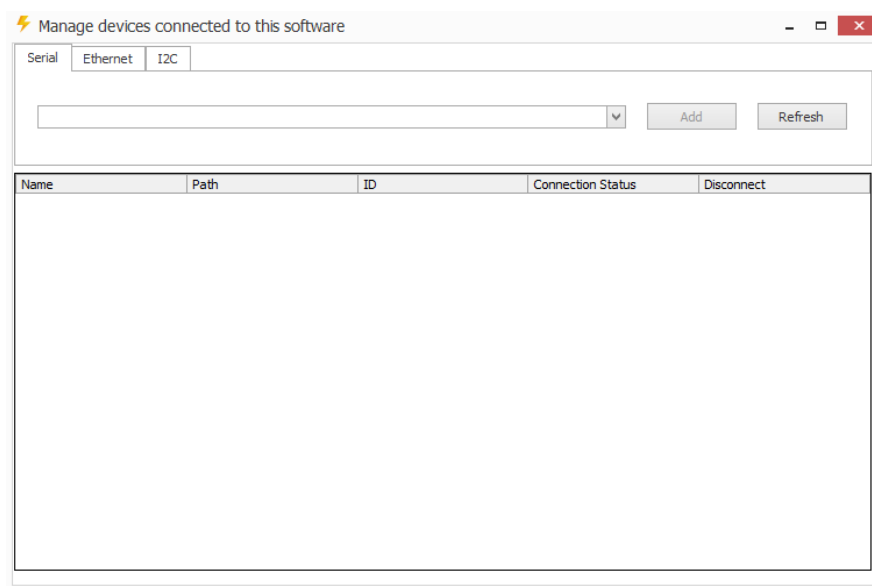 Manage devices connected to this software
Serial Ethernet I2C
Add Refresh
Name Path ID Connection Status Disconnect